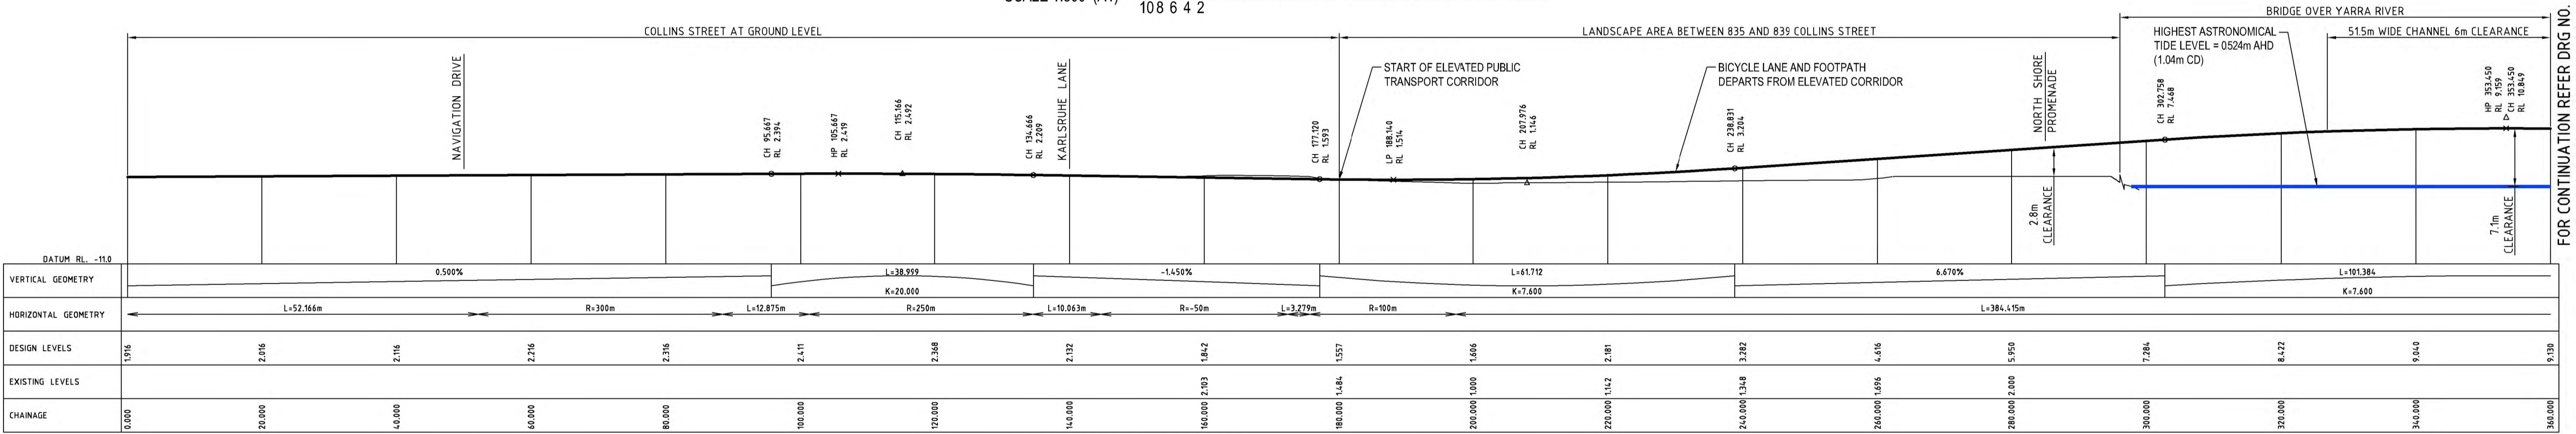 108 6 4 2
BRIDGE OVER YARRA RIVER
COLLINS STREET AT GROUND LEVEL
LANDSCAPE AREA BETWEEN 835 AND 839 COLLINS STREET
51.5m WIDE CHANNEL 6m CLEARANCE
HIGHEST ASTRONOMICAL
TIDE LEVEL = 0.524m AHD
(1.04m CD)
NAVIGATION DRIVE
CH 95.667
RL 2.394
HP 105.667
RL 2.419
CH 115.166
RL 2.492
CH 134.666
RL 2.209
KARLSRUHE LANE
CH 177.120
RL 1.593
START OF ELEVATED PUBLIC
TRANSPORT CORRIDOR
LP 188.140
RL 1.514
CH 207.976
RL 1.146
BICYCLE LANE AND FOOTPATH
DEPARTS FROM ELEVATED CORRIDOR
CH 238.831
RL 3.204
NORTH SHORE
PROMENADE
2.8m
CLEARANCE
CH 302.758
RL 7.468
HP 353.450
RL 9.159
CH 353.450
RL 10.849
7.1m
CLEARANCE
FOR CONTINUATION REFER DRG NO.
DATUM RL. -11.0
VERTICAL GEOMETRY 0.500% L=38.999 -1.450% L=61.712 6.670% L=101.384
K=20.000 K=7.600 K=7.600
HORIZONTAL GEOMETRY L=52.166m R=300m L=12.875m R=250m L=10.063m R=-50m L=3.279m R=100m L=384.415m
DESIGN LEVELS 1.916 2.016 2.116 2.216 2.316 2.411 2.368 2.132 1.842 1.557 1.606 2.181 3.282 4.616 5.950 7.284 8.422 9.040 9.130
EXISTING LEVELS 2.103 1.484 1.000 1.142 1.348 1.696 2.000
CHAINAGE 0.000 20.000 40.000 60.000 80.000 100.000 120.000 140.000 160.000 180.000 200.000 220.000 240.000 260.000 280.000 300.000 320.000 340.000 360.000